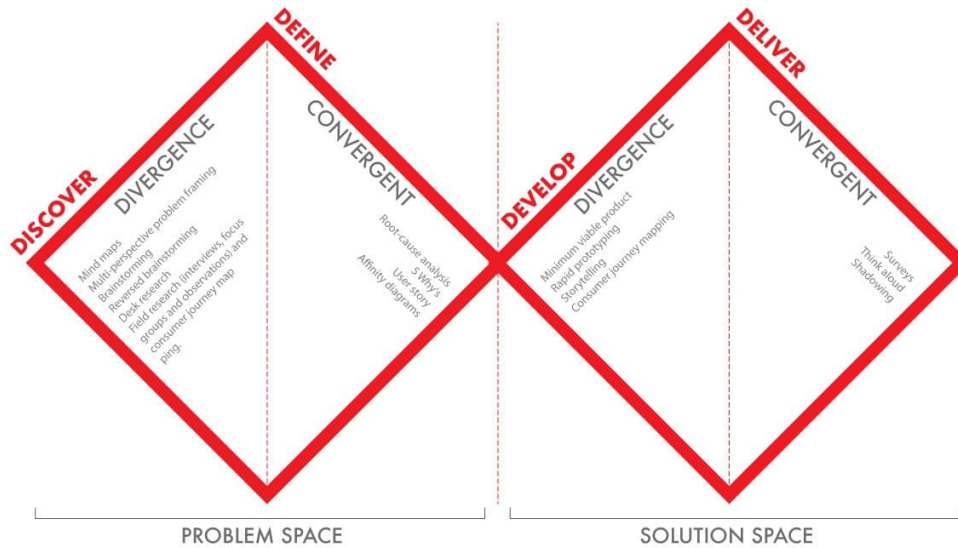 DISCOVER
DIVERGENCE
Mind maps
Multi-perspective problem framing
Brainstorming
Reversed brainstorming
Desk research
Field research (interviews, focus
groups and observations) and
consumer journey map
ping.
DEFINE
CONVERGENT
Root-cause analysis
5 Why's
User story
Affinity diagrams
DEVELOP
DIVERGENCE
Minimum viable product
Rapid prototyping
Storytelling
Consumer journey mapping
DELIVER
CONVERGENT
Surveys
Think aloud
Shadowing
PROBLEM SPACE
SOLUTION SPACE